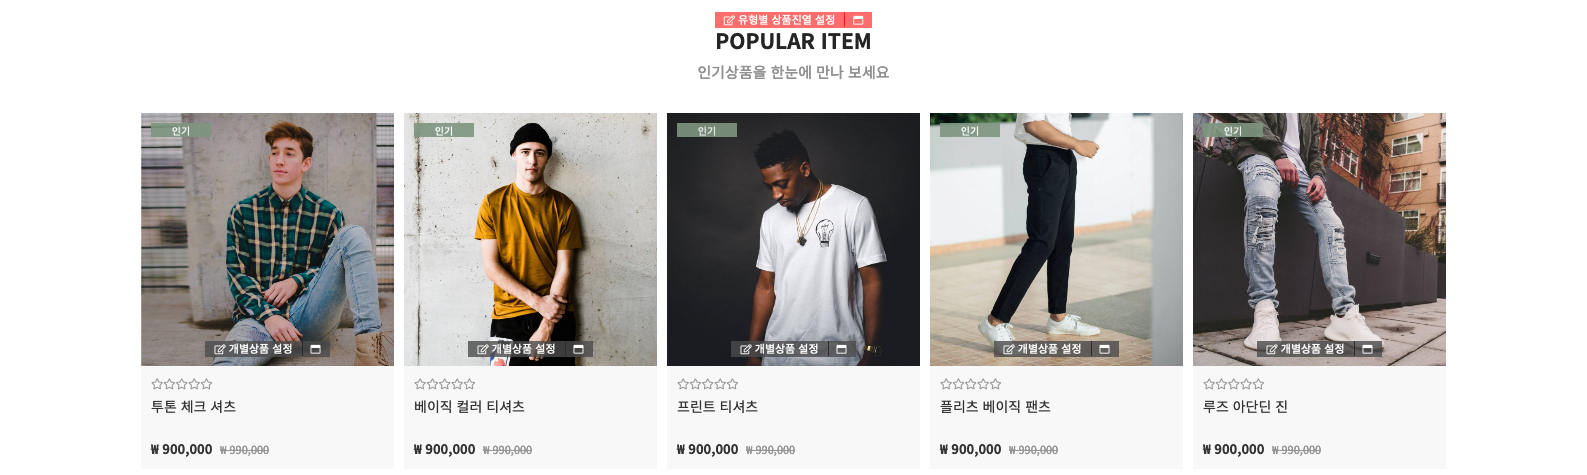 유형별 상품진열 설정
POPULAR ITEM
인기상품을 한눈에 만나 보세요
인기 인기 인기 인기 인기
개별상품 설정 개별상품 설정 개별상품 설정 개별상품 설정 개별상품 설정
투톤 체크 셔츠 베이직 컬러 티셔츠 프린트 티셔츠 플리츠 베이직 팬츠 루즈 아단딘 진
₩ 900,000 ₩ 990,000 ₩ 900,000 ₩ 990,000 ₩ 900,000 ₩ 990,000 ₩ 900,000 ₩ 990,000 ₩ 900,000 ₩ 990,000